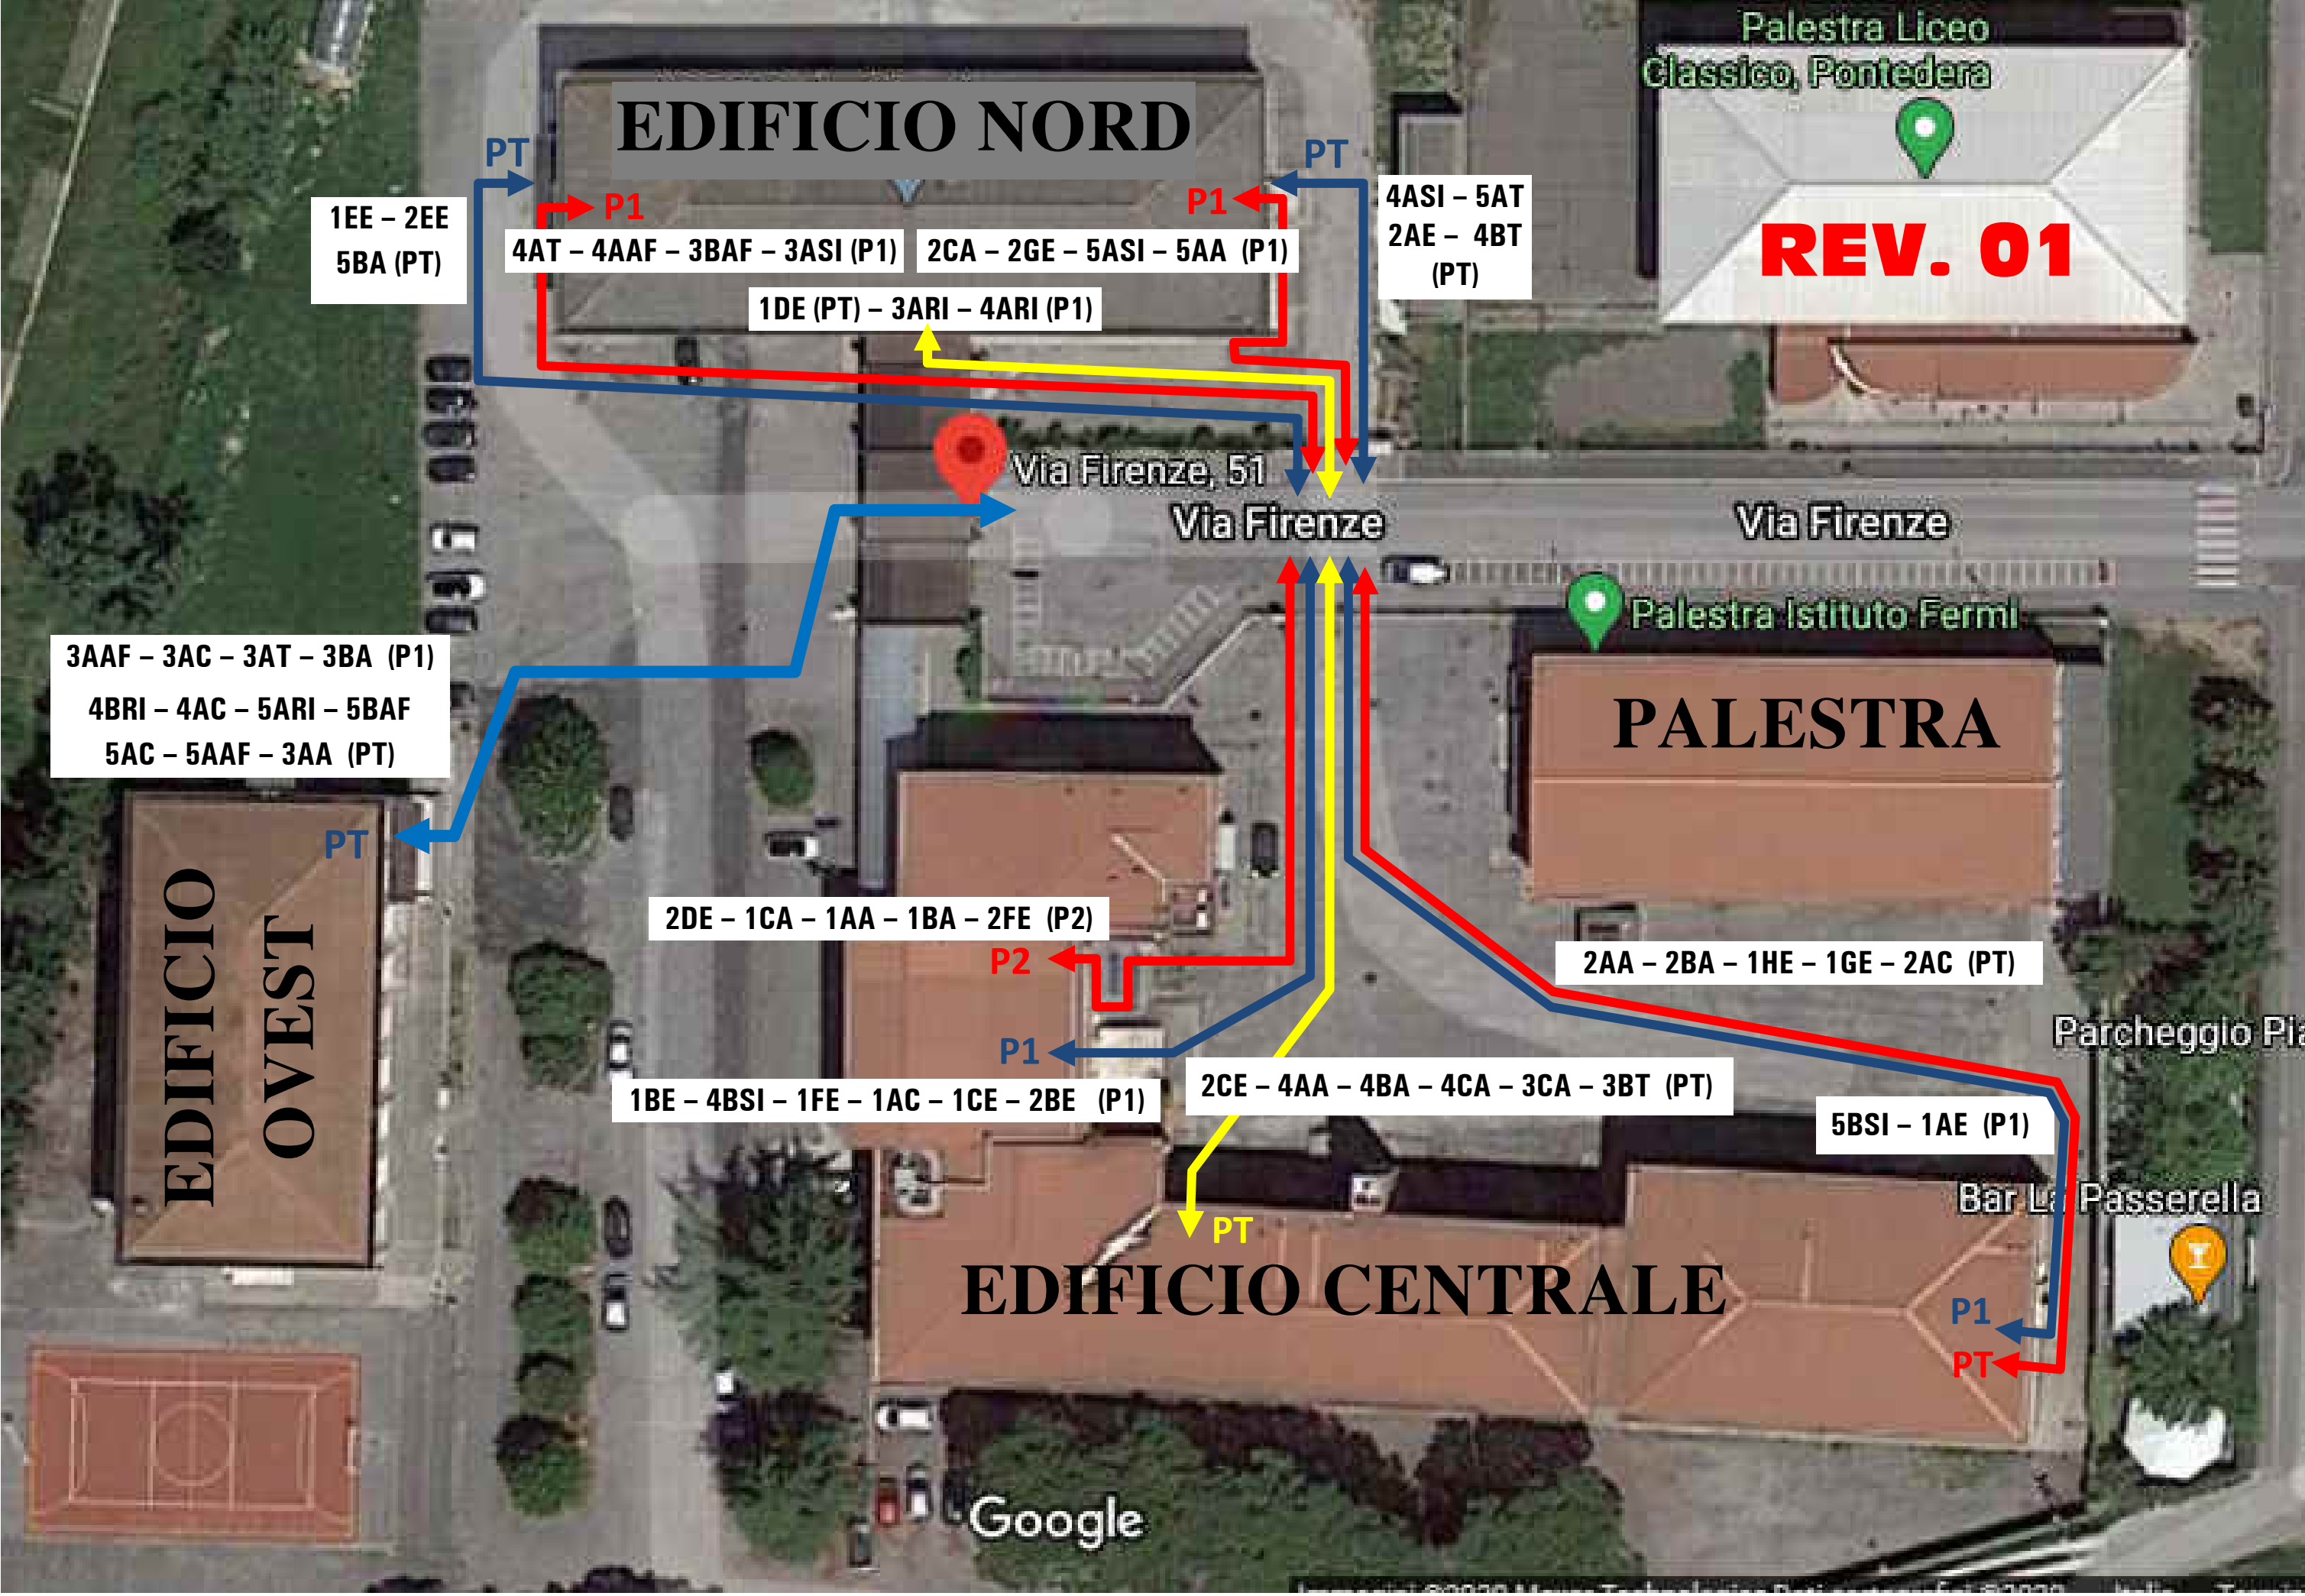 Palestra Liceo
Classico, Pontedera
EDIFICIO NORD
REV. 01
PT
PT
P1
P1
1EE – 2EE
5BA (PT)
4AT – 4AAF – 3BAF – 3ASI (P1)
2CA – 2GE – 5ASI – 5AA (P1)
4ASI – 5AT
2AE – 4BT
(PT)
1DE (PT) – 3ARI – 4ARI (P1)
Via Firenze, 51
Via Firenze
Via Firenze
Palestra Istituto Fermi
PALESTRA
3AAF – 3AC – 3AT – 3BA (P1)
4BRI – 4AC – 5ARI – 5BAF
5AC – 5AAF – 3AA (PT)
PT
EDIFICIO
OVEST
2DE – 1CA – 1AA – 1BA – 2FE (P2)
P2
2AA – 2BA – 1HE – 1GE – 2AC (PT)
Parcheggio
P1
1BE – 4BSI – 1FE – 1AC – 1CE – 2BE (P1)
2CE – 4AA – 4BA – 4CA – 3CA – 3BT (PT)
5BSI – 1AE (P1)
Bar La Passerella
PT
EDIFICIO CENTRALE
P1
PT
Google